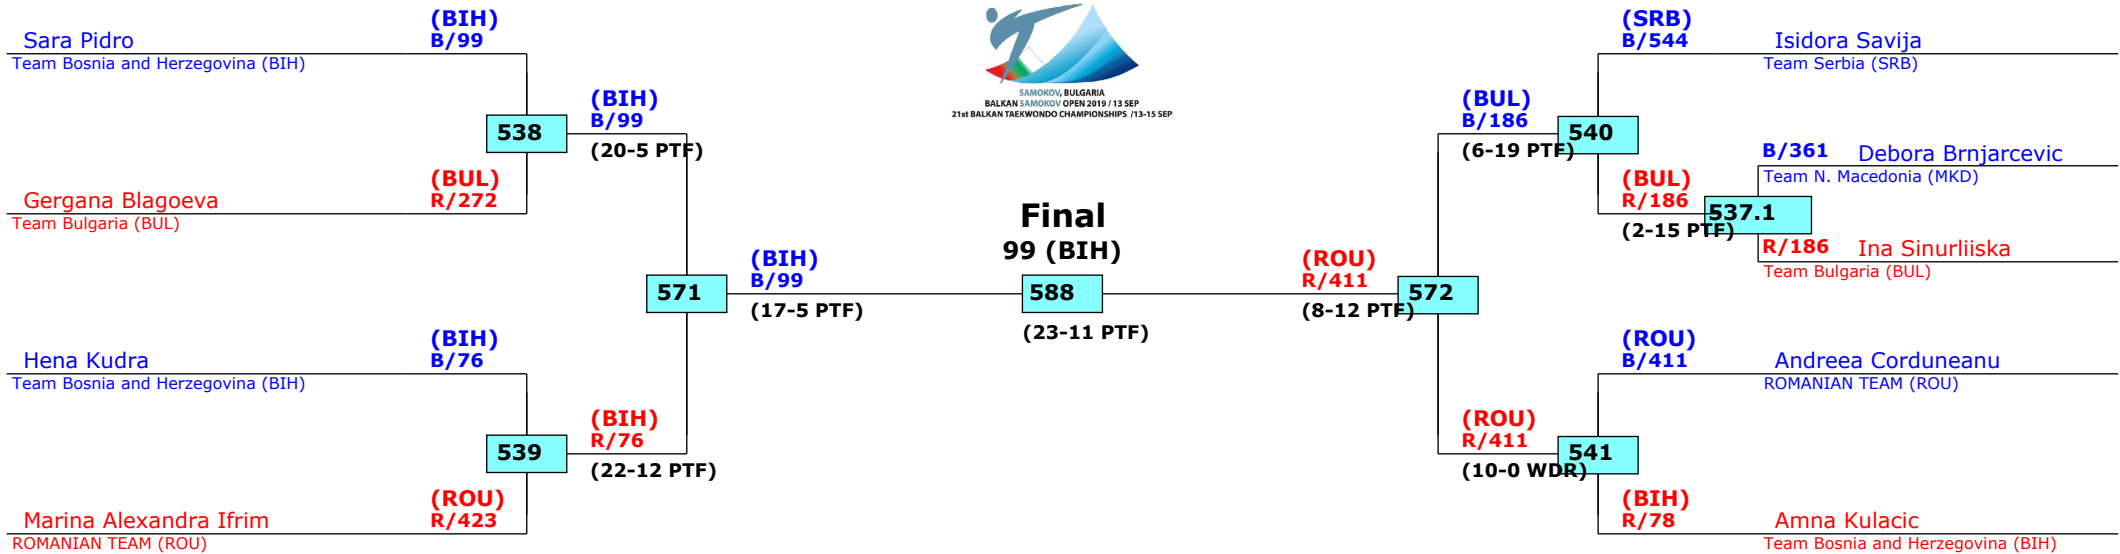 (BIH)
Sara Pidro
B/99
Team Bosnia and Herzegovina (BIH)
(BIH)
B/99
538
(20-5 PTF)
(BUL)
Gergana Blagoeva
R/272
Team Bulgaria (BUL)
(BIH)
B/99
571
(17-5 PTF)
(BIH)
Hena Kudra
B/76
Team Bosnia and Herzegovina (BIH)
(BIH)
R/76
539
(22-12 PTF)
(ROU)
Marina Alexandra Ifrim
R/423
ROMANIAN TEAM (ROU)
SAMOKOV, BULGARIA
BALKAN SAMOKOV OPEN 2019 / 13 SEP
21st BALKAN TAEKWONDO CHAMPIONSHIPS /13-15 SEP
Final
99 (BIH)
588
(23-11 PTF)
(SRB)
B/544
Isidora Savija
Team Serbia (SRB)
(BUL)
B/186
540
(6-19 PTF)
B/361
Debora Brnjarcevic
Team N. Macedonia (MKD)
(BUL)
R/186
537.1
(2-15 PTF)
R/186
Ina Sinurliiska
Team Bulgaria (BUL)
(ROU)
R/411
572
(8-12 PTF)
(ROU)
B/411
Andreea Corduneanu
ROMANIAN TEAM (ROU)
(ROU)
R/411
541
(10-0 WDR)
(BIH)
R/78
Amna Kulacic
Team Bosnia and Herzegovina (BIH)